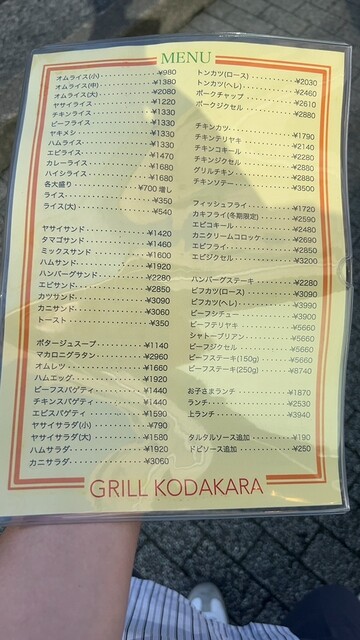 MENU
オムライス(小)‥‥‥¥980
オムライス(中)‥‥‥¥1380
オムライス(大)‥‥‥¥2080
ヤサイライス‥‥‥¥1220
チキンライス‥‥‥¥1330
ビーフライス‥‥‥¥1330
ヤキメシ‥‥‥¥1330
ハムライス‥‥‥¥1330
エビライス‥‥‥¥1470
カレーライス‥‥‥¥1680
ハイシライス‥‥‥¥1680
各大盛り‥‥‥¥700 増し
ライス‥‥‥¥350
ライス(大)‥‥‥¥540
ヤサイサンド‥‥‥¥1420
タマゴサンド‥‥‥¥1460
ミックスサンド‥‥‥¥1600
ハムサンド‥‥‥¥1920
ハンバーグサンド‥‥‥¥2280
エビサンド‥‥‥¥2850
カツサンド‥‥‥¥3090
カニサンド‥‥‥¥3060
トースト‥‥‥¥350
ポタージュスープ‥‥‥¥1140
マカロニグラタン‥‥‥¥2960
オムレツ‥‥‥¥1660
ハムエッグ‥‥‥¥1920
ビーフスパゲティ‥‥‥¥1440
チキンスパゲティ‥‥‥¥1440
エビスパゲティ‥‥‥¥1590
ヤサイサラダ(小)‥‥‥¥790
ヤサイサラダ(大)‥‥‥¥1580
ハムサラダ‥‥‥¥1920
カニサラダ‥‥‥¥3060
トンカツ(ロース)‥‥‥¥2030
トンカツ(ヘレ)‥‥‥¥2460
ポークチャップ‥‥‥¥2610
ポークジクセル‥‥‥¥2880
チキンカツ‥‥‥¥1790
チキンテリヤキ‥‥‥¥2140
チキンコキール‥‥‥¥2280
チキンジクセル‥‥‥¥2880
グリルチキン‥‥‥¥2880
チキンソテー‥‥‥¥3500
フィッシュフライ‥‥‥¥1720
カキフライ(冬期限定)‥‥‥¥2590
エビコキール‥‥‥¥2480
カニクリームコロッケ‥‥‥¥2690
エビフライ‥‥‥¥2850
エビジクセル‥‥‥¥3200
ハンバーグステーキ‥‥‥¥2280
ビフカツ(ロース)‥‥‥¥3090
ビフカツ(ヘレ)‥‥‥¥3990
ビーフシチュー‥‥‥¥3900
ビーフテリヤキ‥‥‥¥5660
シャトーブリアン‥‥‥¥5660
ビーフジクセル‥‥‥¥5660
ビーフステーキ(150g)‥‥‥¥5660
ビーフステーキ(250g)‥‥‥¥8740
お子さまランチ‥‥‥¥1870
ランチ‥‥‥¥2530
上ランチ‥‥‥¥3940
タルタルソース追加‥‥‥¥190
ドビソース追加‥‥‥¥250
GRILL KODAKARA